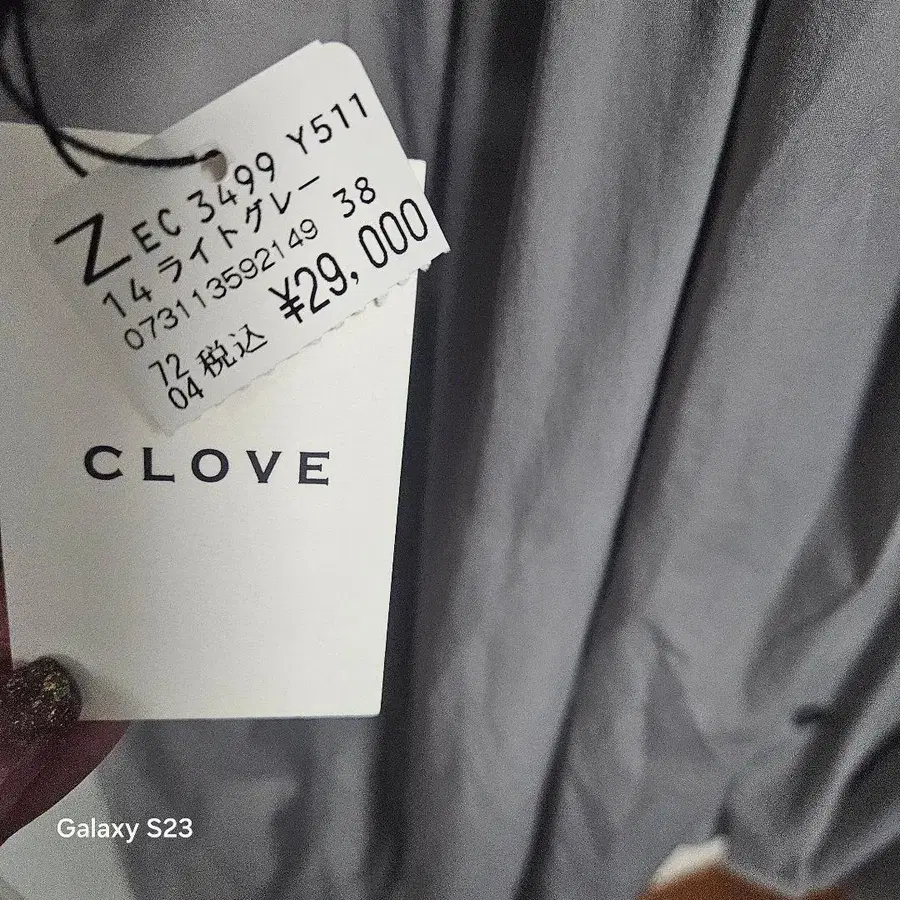 ZEC 3499 Y511
14 ライトグレー 38
073113592149
72 税込 ¥29,000
04
CLOVE
Galaxy S23